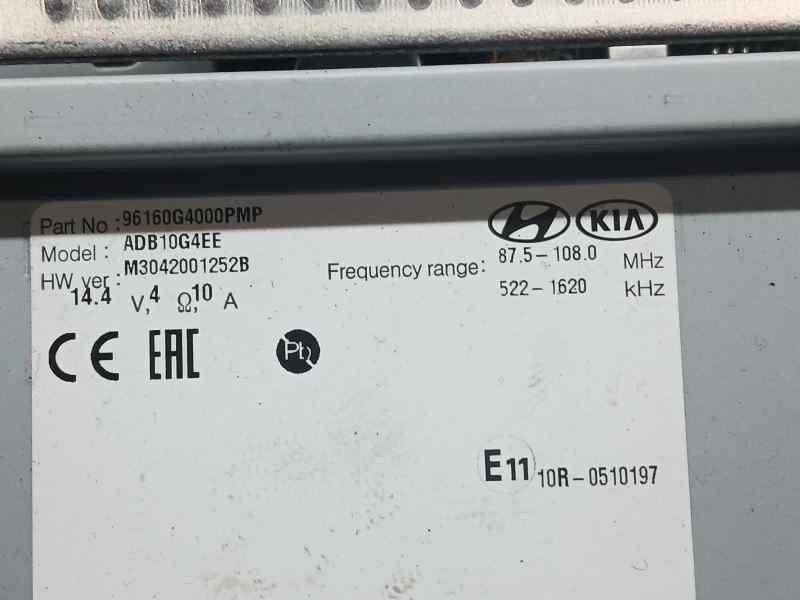 Part No :96160G4000PMP
Model : ADB10G4EE
HW ver : M3042001252B
14.4 V, 4 Ω, 10 A
KIA
Frequency range: 87.5-108.0 MHz
522-1620 kHz
CE EAC Pt
E11 10R-0510197